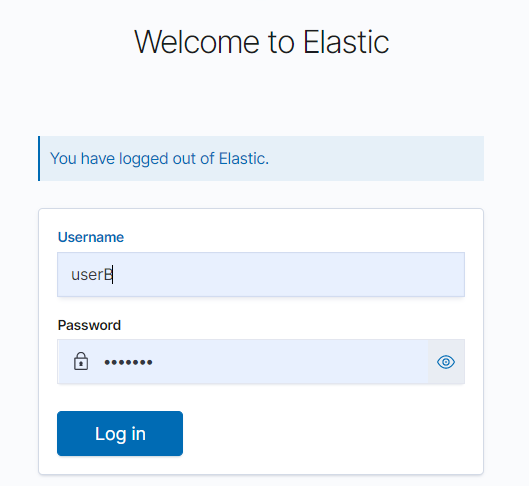 Welcome to Elastic
You have logged out of Elastic.
Username
userB
Password
•••••••
Log in